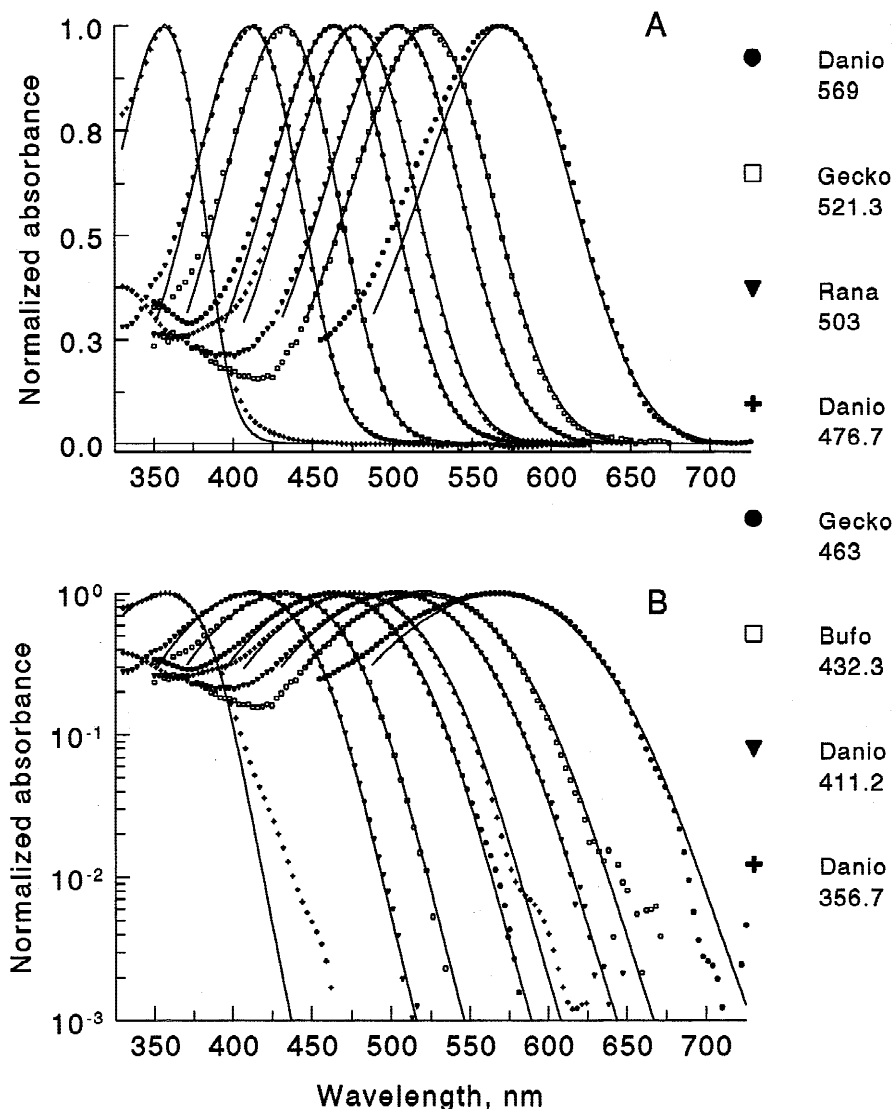 A
1.0
0.8
0.5
0.3
0.0
Normalized absorbance
350 400 450 500 550 600 650 700
B
10⁰
10⁻¹
10⁻²
10⁻³
Normalized absorbance
350 400 450 500 550 600 650 700
Wavelength, nm
Danio
569
Gecko
521.3
Rana
503
Danio
476.7
Gecko
463
Bufo
432.3
Danio
411.2
Danio
356.7